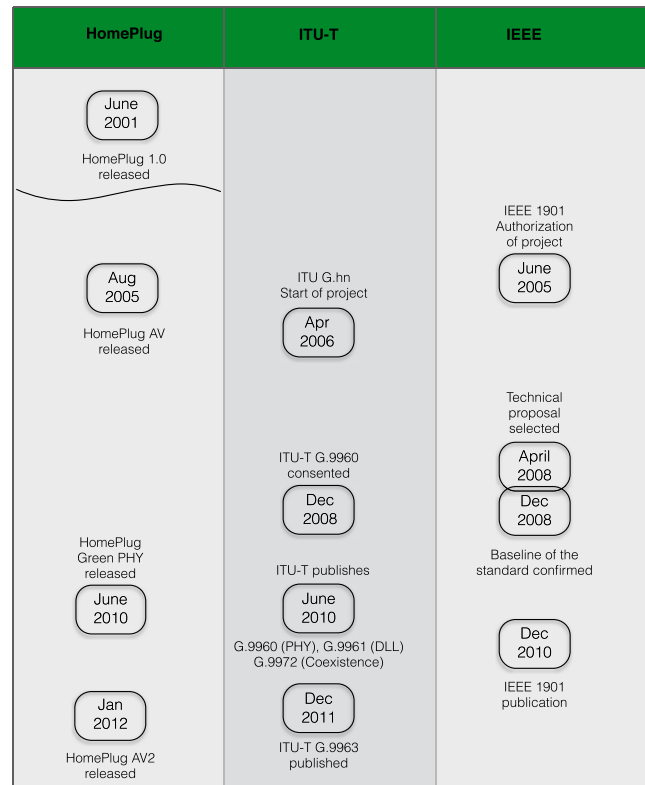 HomePlug
ITU-T
IEEE
June
2001
HomePlug 1.0
released
Aug
2005
HomePlug AV
released
HomePlug
Green PHY
released
June
2010
Jan
2012
HomePlug AV2
released
ITU G.hn
Start of project
Apr
2006
ITU-T G.9960
consented
Dec
2008
ITU-T publishes
June
2010
G.9960 (PHY), G.9961 (DLL)
G.9972 (Coexistence)
Dec
2011
ITU-T G.9963
published
IEEE 1901
Authorization
of project
June
2005
Technical
proposal
selected
April
2008
Dec
2008
Baseline of the
standard confirmed
Dec
2010
IEEE 1901
publication